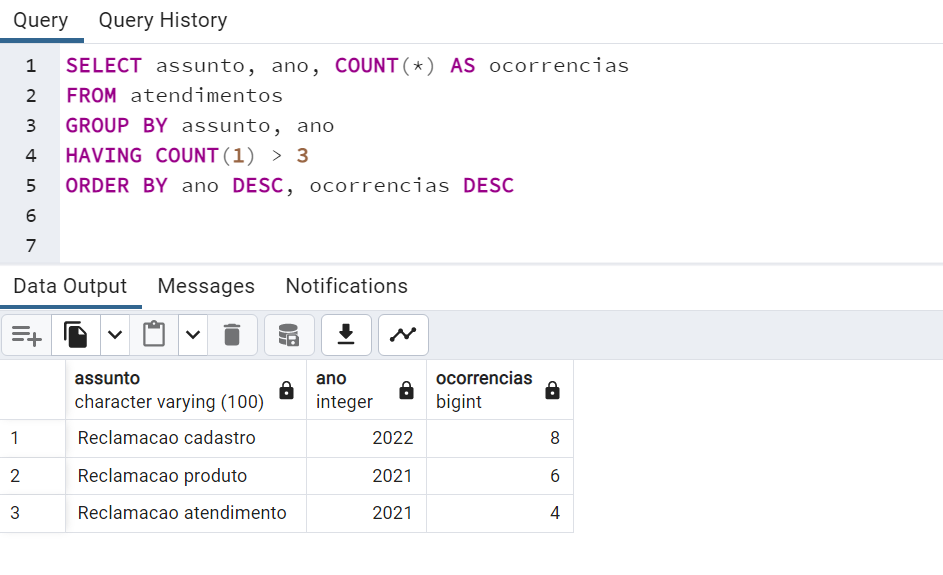 Query Query History
1 SELECT assunto, ano, COUNT(*) AS ocorrencias
2 FROM atendimentos
3 GROUP BY assunto, ano
4 HAVING COUNT(1) > 3
5 ORDER BY ano DESC, ocorrencias DESC
6
7
Data Output Messages Notifications
assunto ano ocorrencias
character varying (100) integer bigint
1 Reclamacao cadastro 2022 8
2 Reclamacao produto 2021 6
3 Reclamacao atendimento 2021 4